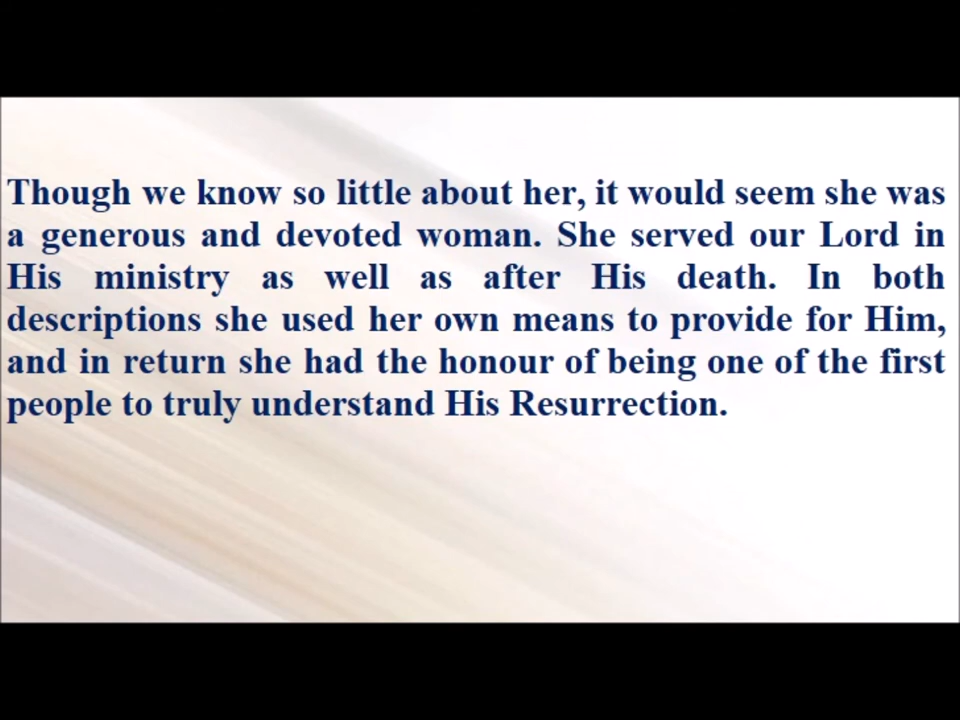 Though we know so little about her, it would seem she was
a generous and devoted woman. She served our Lord in
His ministry as well as after His death. In both
descriptions she used her own means to provide for Him,
and in return she had the honour of being one of the first
people to truly understand His Resurrection.